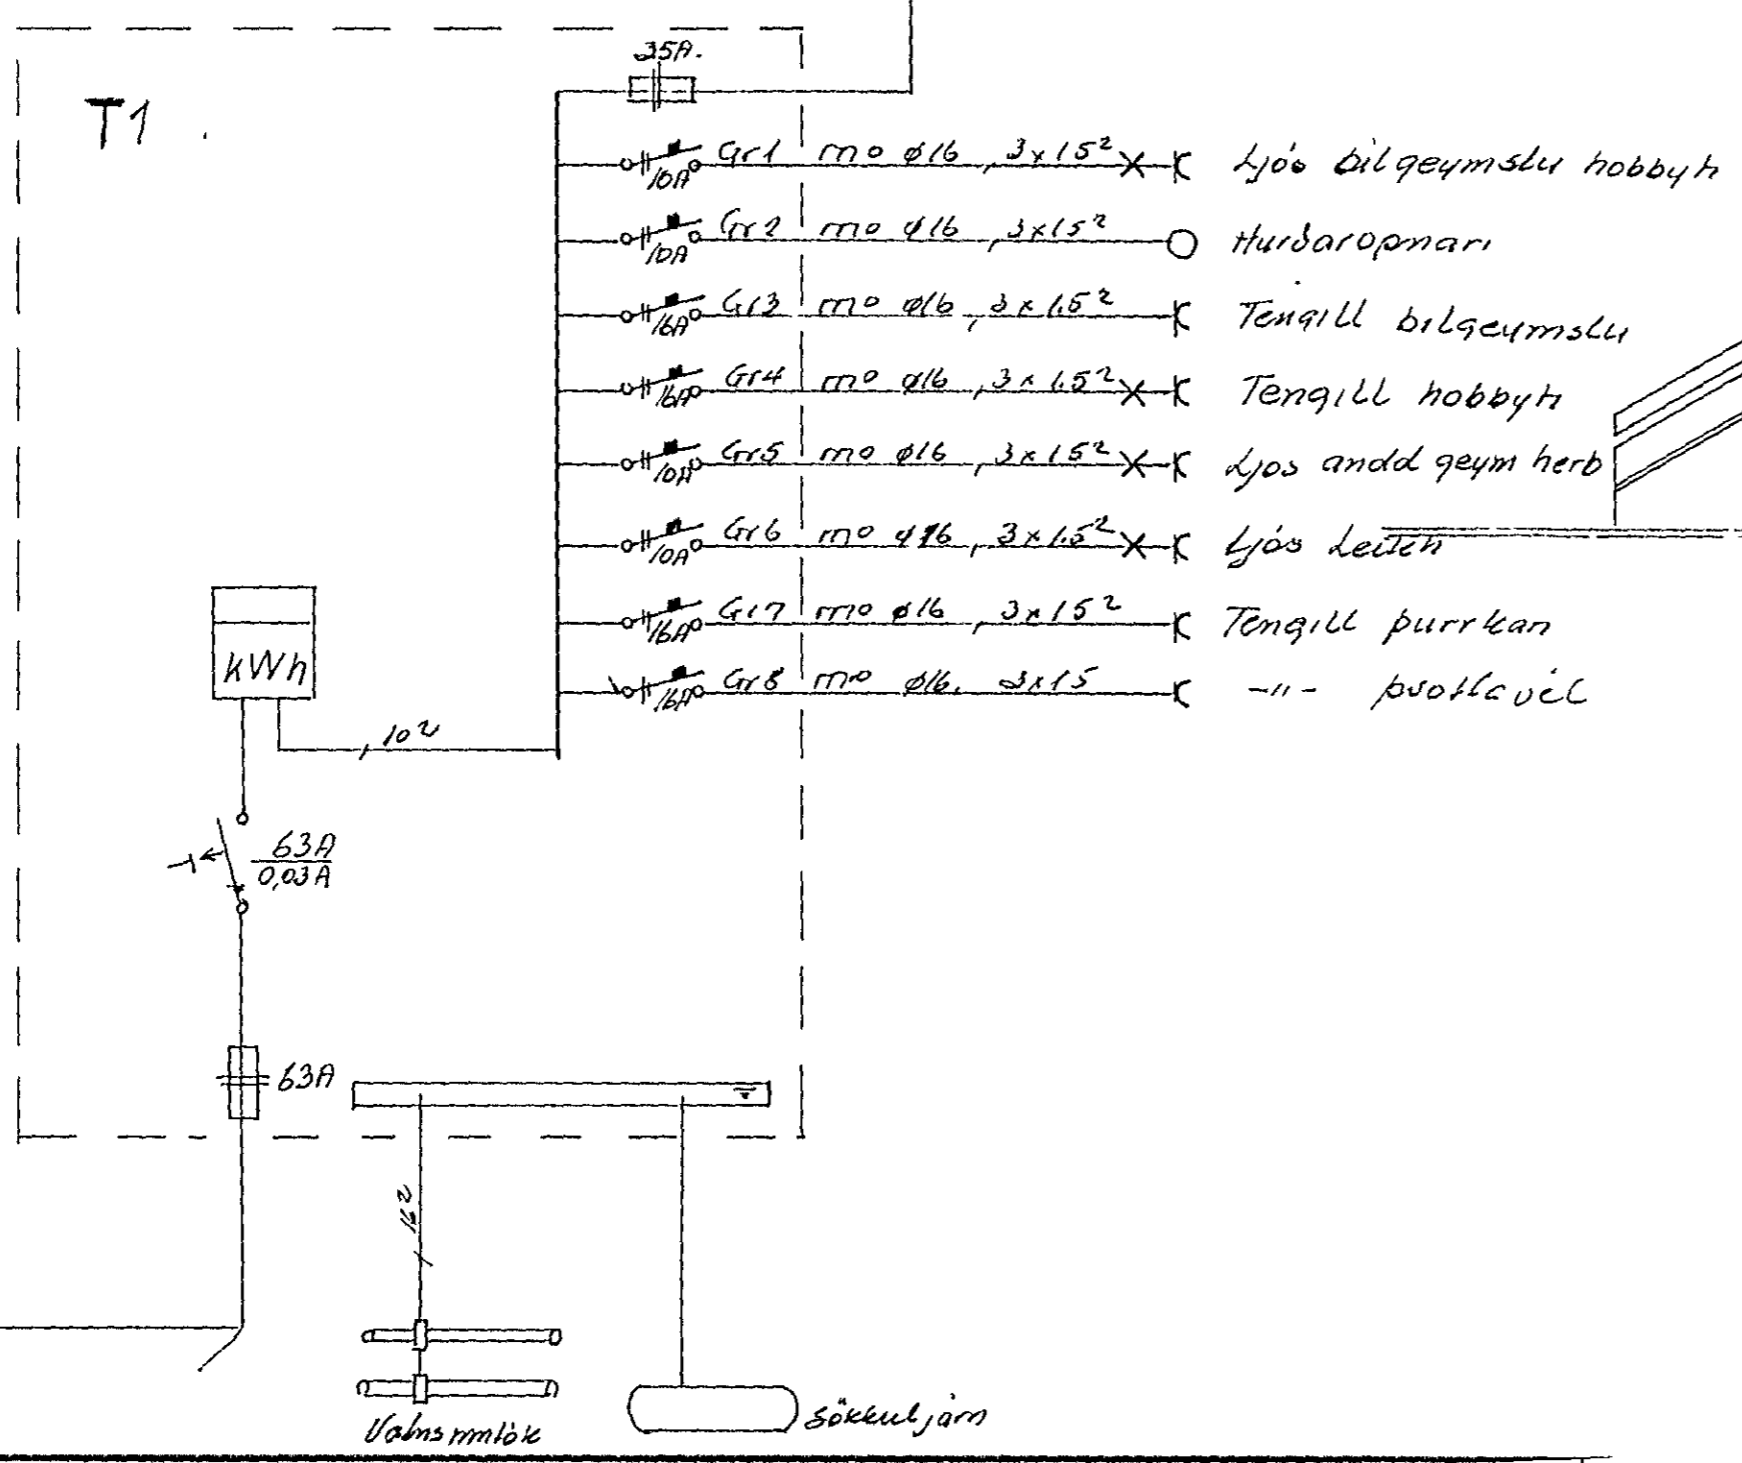 35A.
T1
10A Gr1 mo ø16, 3x1.5² Ljós bílgeymslu hobbyh
10A Gr2 mo ø16, 3x1.5² Hurðaropnari
16A Gr3 mo ø16, 3x1.5² Tengill bílgeymslu
16A Gr4 mo ø16, 3x1.5² Tengill hobbyh
10A Gr5 mo ø16, 3x1.5² Ljos andd geym herb
10A Gr6 mo ø16, 3x1.5² Ljós
16A Gr7 mo ø16, 3x1.5² Tengill þurrkan
16A Gr8 mo ø16, 3x1.5 -"- þvottavél
kWh
10²
63A
0,03A
63A
16²
Vatnsinntök
Sökkuljárn